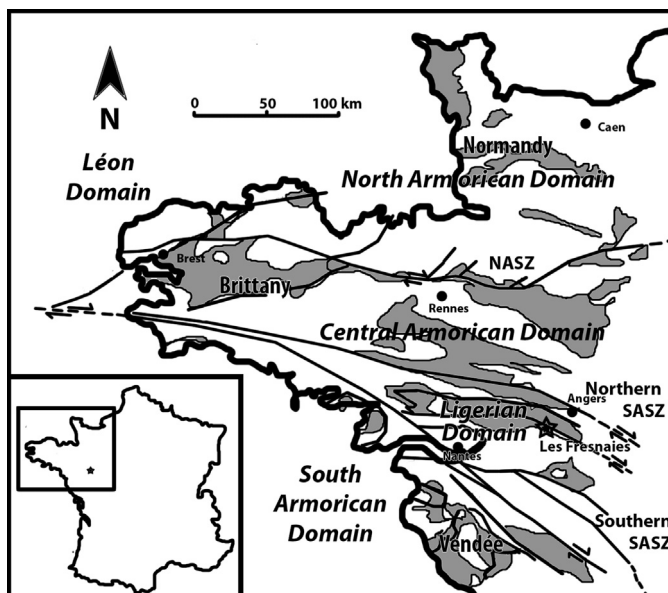 0 50 100 km
N
Caen
Normandy
Léon
Domain
North Armorican Domain
Brest
Brittany
NASZ
Rennes
Central Armorican Domain
Northern
SASZ
Angers
Ligerian
Domain
Les Fresnaies
Nantes
South
Armorican
Domain
Southern
SASZ
Vendée